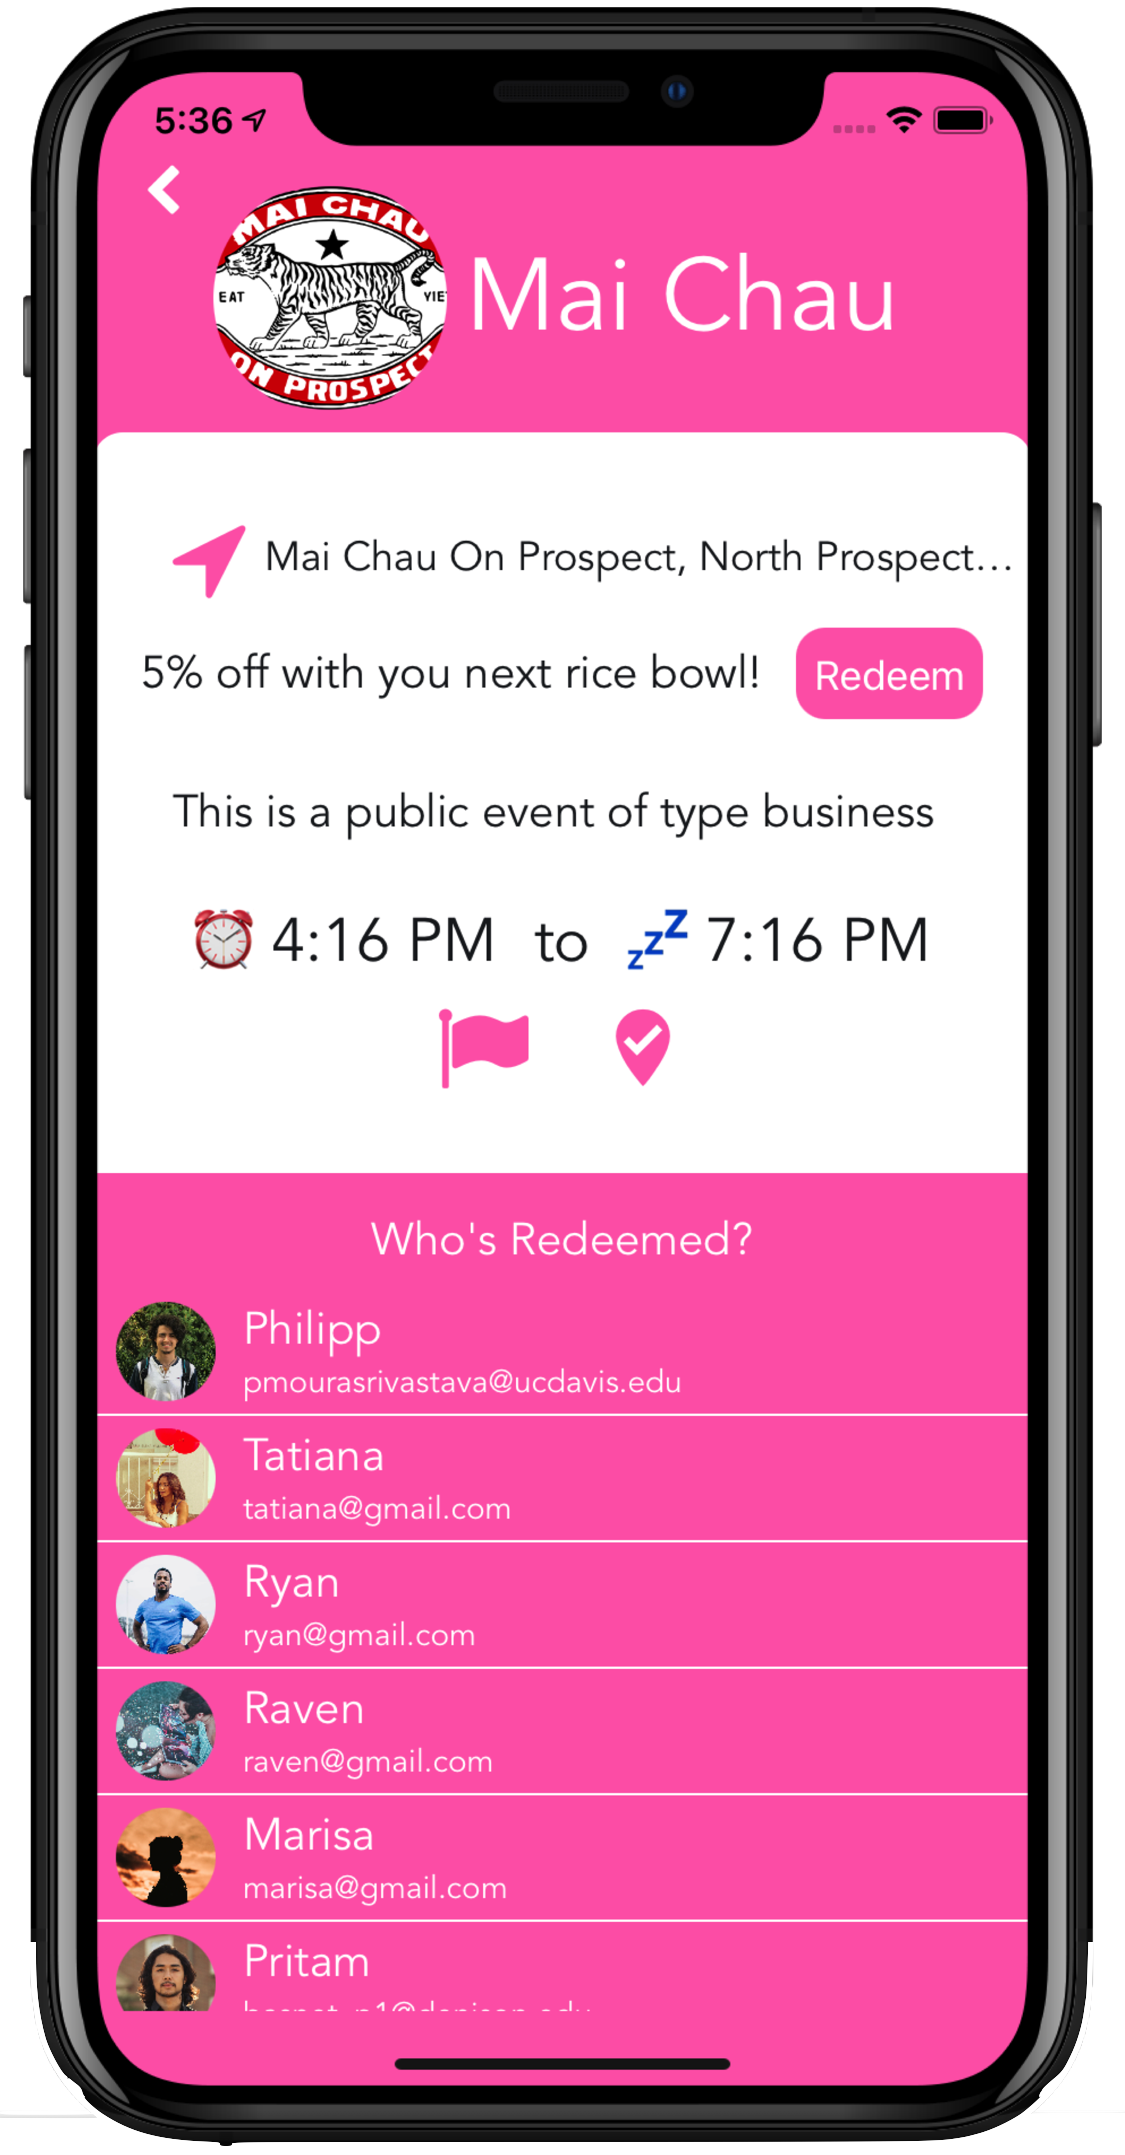 5:36
MAI CHAU
EAT
ON PROSPECT
Mai Chau
Mai Chau On Prospect, North Prospect...
5% off with you next rice bowl!
Redeem
This is a public event of type business
4:16 PM to zzz 7:16 PM
Who's Redeemed?
Philipp
pmourasrivastava@ucdavis.edu
Tatiana
tatiana@gmail.com
Ryan
ryan@gmail.com
Raven
raven@gmail.com
Marisa
marisa@gmail.com
Pritam